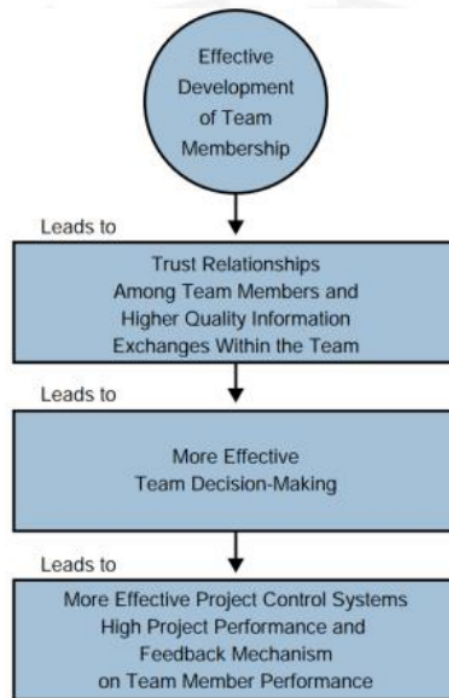 Effective
Development
of Team
Membership
Leads to
Trust Relationships
Among Team Members and
Higher Quality Information
Exchanges Within the Team
Leads to
More Effective
Team Decision-Making
Leads to
More Effective Project Control Systems
High Project Performance and
Feedback Mechanism
on Team Member Performance